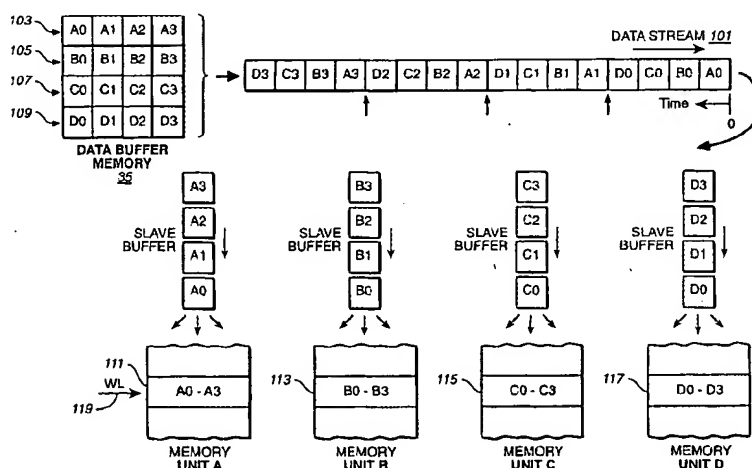 103
A0 A1 A2 A3
105
B0 B1 B2 B3
107
C0 C1 C2 C3
109
D0 D1 D2 D3
DATA BUFFER
MEMORY
35
DATA STREAM 101
D3 C3 B3 A3 D2 C2 B2 A2 D1 C1 B1 A1 D0 C0 B0 A0
Time
0
A3
A2
A1
A0
SLAVE
BUFFER
B3
B2
B1
B0
SLAVE
BUFFER
C3
C2
C1
C0
SLAVE
BUFFER
D3
D2
D1
D0
SLAVE
BUFFER
111
WL
119
A0 - A3
MEMORY
UNIT A
113
B0 - B3
MEMORY
UNIT B
115
C0 - C3
MEMORY
UNIT C
117
D0 - D3
MEMORY
UNIT D